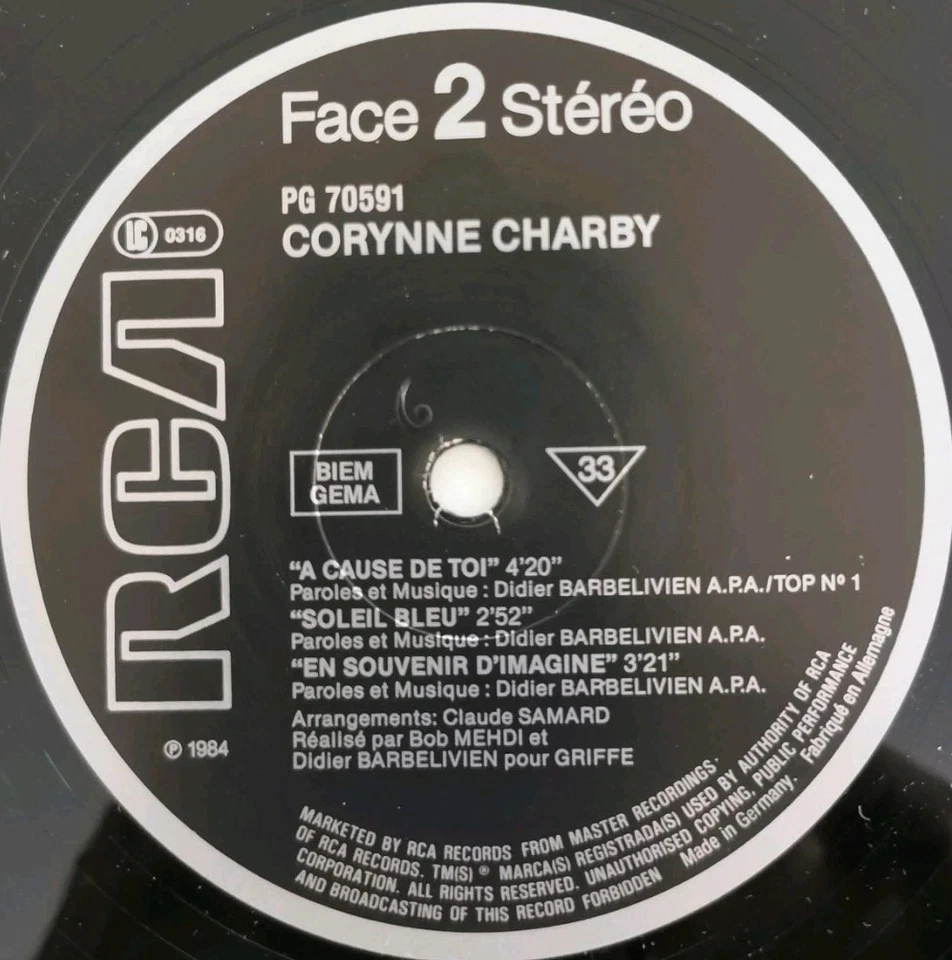 Face 2 Stéréo
PG 70591
CORYNNE CHARBY
LC 0316
RCA
BIEM
GEMA
33
“A CAUSE DE TOI” 4'20”
Paroles et Musique : Didier BARBELIVIEN A.P.A./TOP Nº 1
“SOLEIL BLEU” 2'52”
Paroles et Musique : Didier BARBELIVIEN A.P.A.
“EN SOUVENIR D'IMAGINE” 3'21”
Paroles et Musique : Didier BARBELIVIEN A.P.A.
Arrangements: Claude SAMARD
Réalisé par Bob MEHDI et
Didier BARBELIVIEN pour GRIFFE
℗ 1984
MARKETED BY RCA RECORDS FROM MASTER RECORDINGS.
OF RCA RECORDS. TM(S) ® MARCA(S) REGISTRADA(S) USED BY AUTHORITY OF RCA
CORPORATION. ALL RIGHTS RESERVED. UNAUTHORISED COPYING, PUBLIC PERFORMANCE
AND BROADCASTING OF THIS RECORD FORBIDDEN Made in Germany. Fabriqué en Allemagne